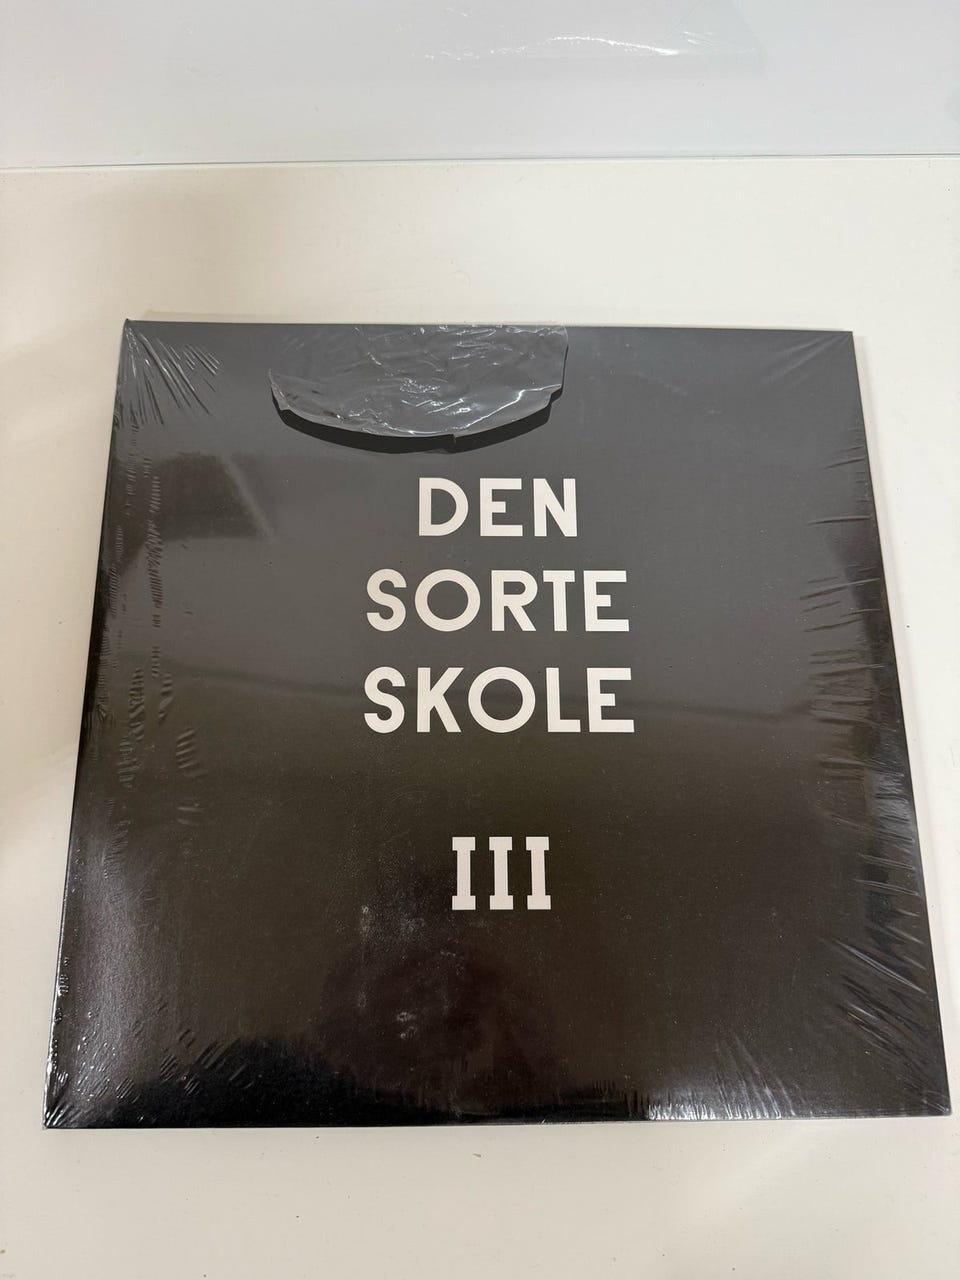 DEN
SORTE
SKOLE
III